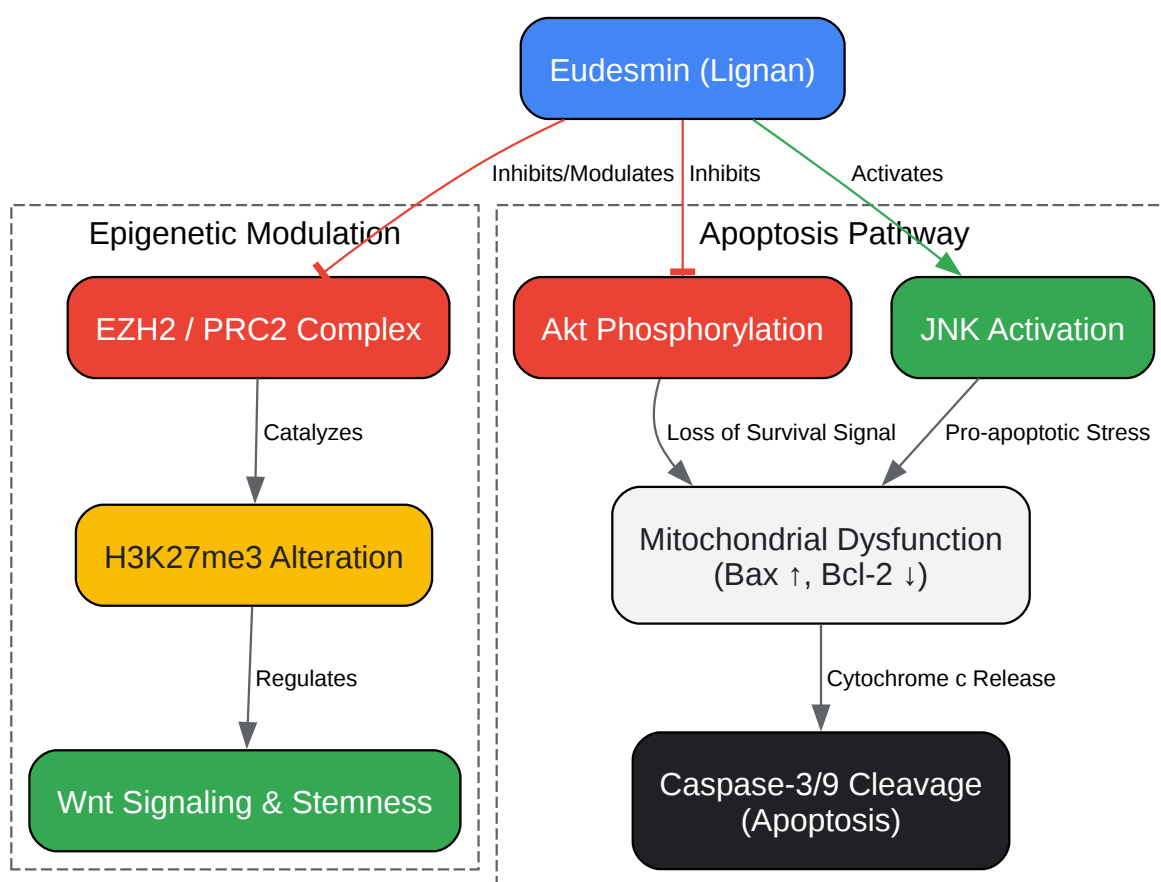 Eudesmin (Lignan)
Inhibits/Modulates
Inhibits
Activates
Epigenetic Modulation
Apoptosis Pathway
EZH2 / PRC2 Complex
Akt Phosphorylation
JNK Activation
Catalyzes
Loss of Survival Signal
Pro-apoptotic Stress
H3K27me3 Alteration
Mitochondrial Dysfunction
(Bax ↑, Bcl-2 ↓)
Regulates
Cytochrome c Release
Wnt Signaling & Stemness
Caspase-3/9 Cleavage
(Apoptosis)